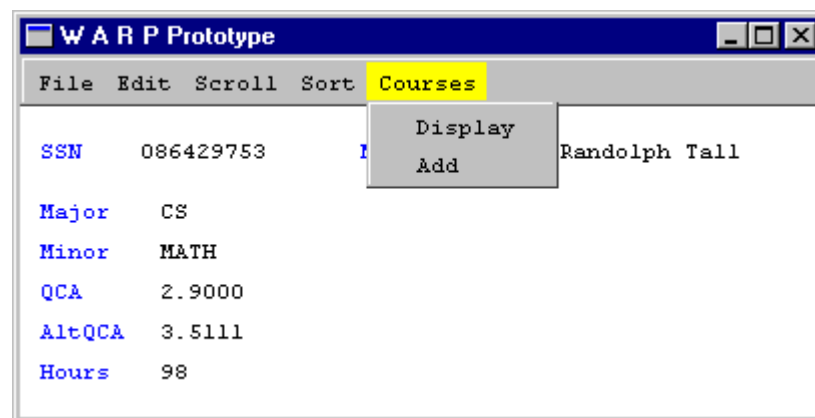 W A R P Prototype
File Edit Scroll Sort Courses
Display
Add
SSN 086429753 Randolph Tall
Major CS
Minor MATH
QCA 2.9000
AltQCA 3.5111
Hours 98